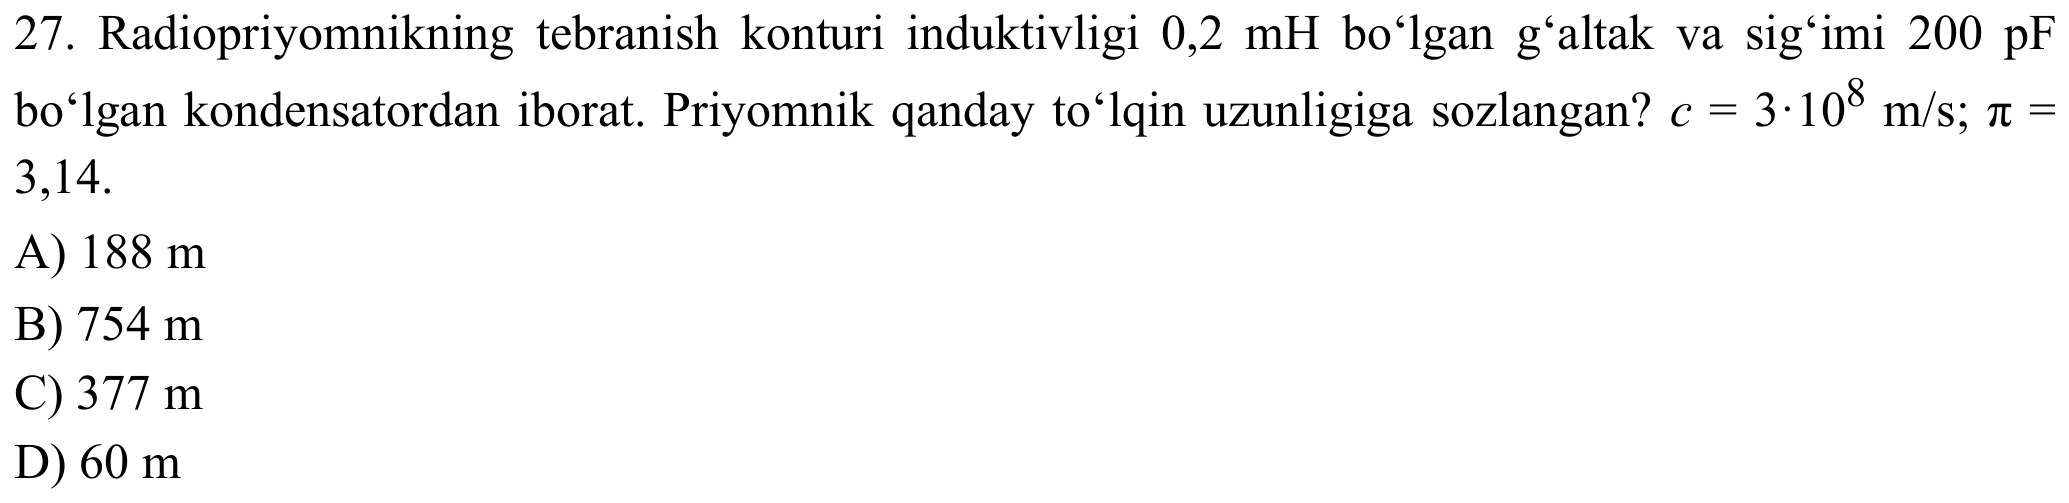 27. Radiopriyomnikning tebranish konturi induktivligi 0,2 mH bo‘lgan g‘altak va sig‘imi 200 pF
bo‘lgan kondensatordan iborat. Priyomnik qanday to‘lqin uzunligiga sozlangan? c = 3·10⁸ m/s; π =
3,14.
A) 188 m
B) 754 m
C) 377 m
D) 60 m